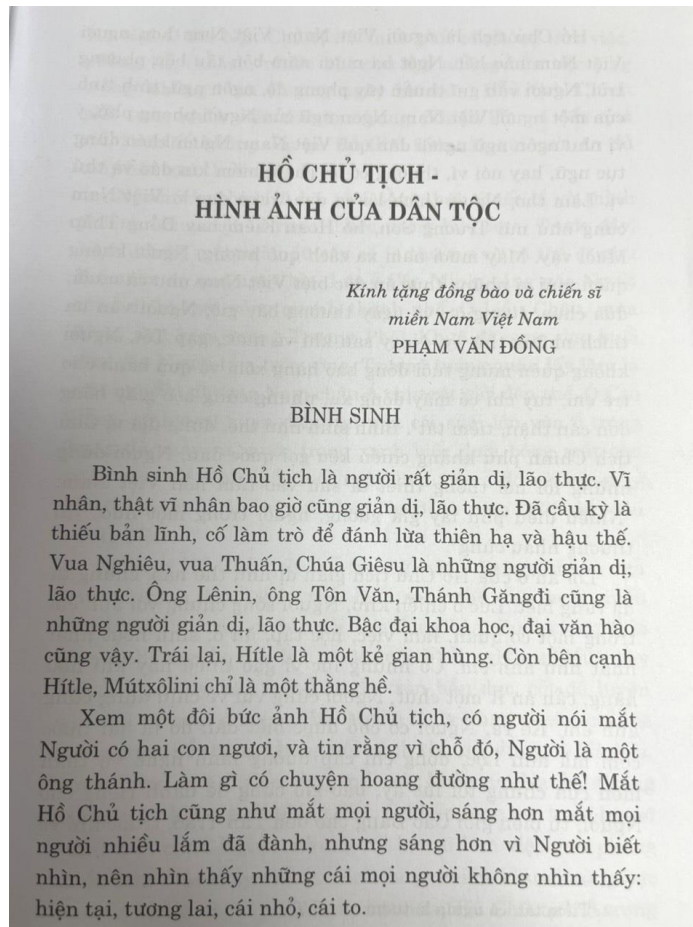 HỒ CHỦ TỊCH -
HÌNH ẢNH CỦA DÂN TỘC
Kính tặng đồng bào và chiến sĩ
miền Nam Việt Nam
PHẠM VĂN ĐỒNG
BÌNH SINH
Bình sinh Hồ Chủ tịch là người rất giản dị, lão thực. Vĩ
nhân, thật vĩ nhân bao giờ cũng giản dị, lão thực. Đã cầu kỳ là
thiếu bản lĩnh, cố làm trò để đánh lừa thiên hạ và hậu thế.
Vua Nghiêu, vua Thuấn, Chúa Giêsu là những người giản dị,
lão thực. Ông Lênin, ông Tôn Văn, Thánh Găngđi cũng là
những người giản dị, lão thực. Bậc đại khoa học, đại văn hào
cũng vậy. Trái lại, Hítle là một kẻ gian hùng. Còn bên cạnh
Hítle, Mútxôlini chỉ là một thằng hề.
Xem một đôi bức ảnh Hồ Chủ tịch, có người nói mắt
Người có hai con ngươi, và tin rằng vì chỗ đó, Người là một
ông thánh. Làm gì có chuyện hoang đường như thế! Mắt
Hồ Chủ tịch cũng như mắt mọi người, sáng hơn mắt mọi
người nhiều lắm đã đành, nhưng sáng hơn vì Người biết
nhìn, nên nhìn thấy những cái mọi người không nhìn thấy:
hiện tại, tương lai, cái nhỏ, cái to.